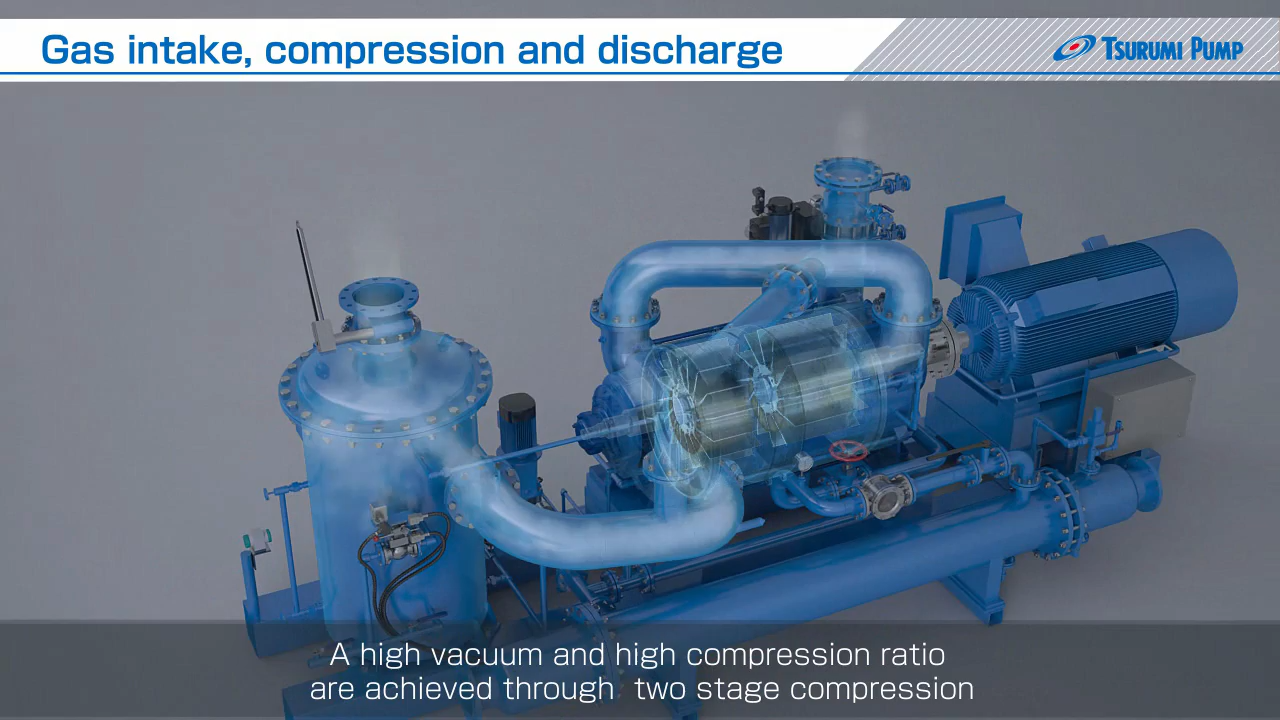 Gas intake, compression and discharge
TSURUMI PUMP
A high vacuum and high compression ratio
are achieved through two stage compression